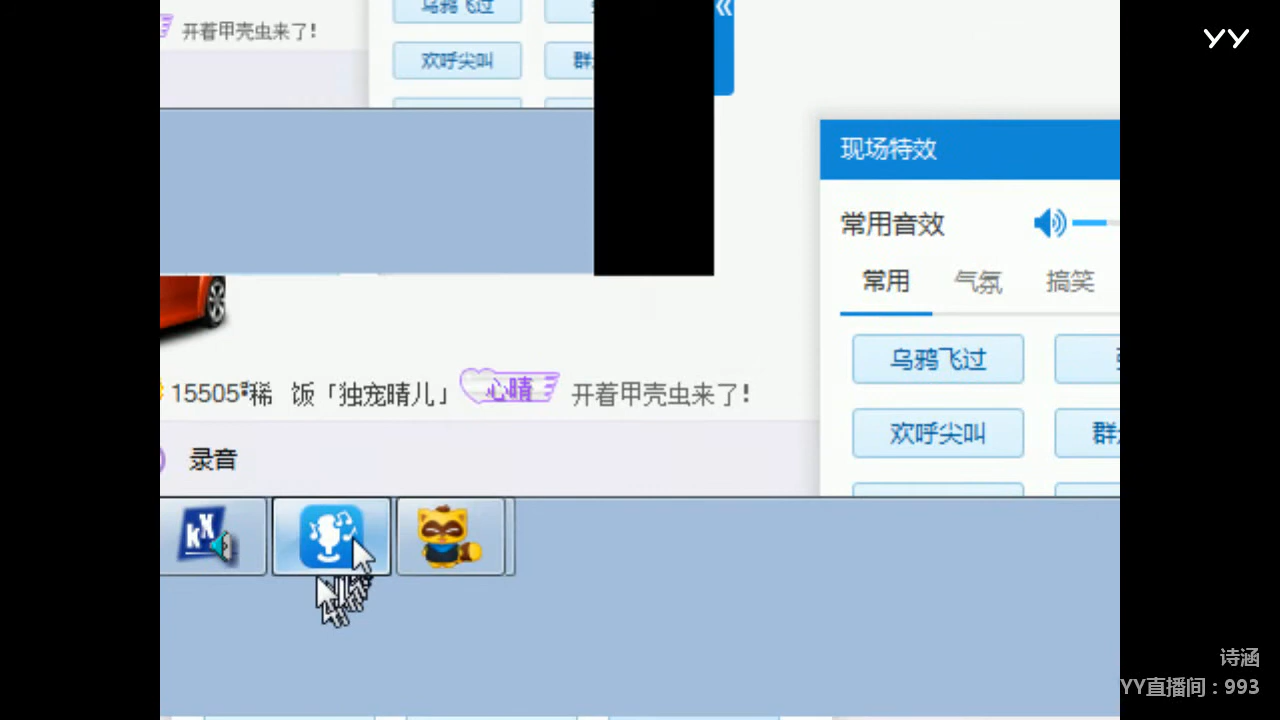 乌鸦飞过
开着甲壳虫来了!
欢呼尖叫
YY
现场特效
常用音效
常用
气氛
搞笑
乌鸦飞过
15505 稀 饭「独宠晴儿」
心晴
开着甲壳虫来了!
欢呼尖叫
录音
kX
诗涵
YY直播间:993